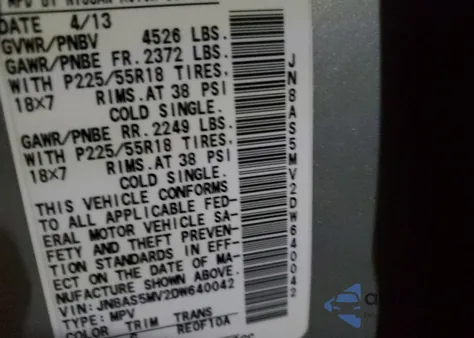 MFD BY NISSAN MOTOR
DATE 4/13
GVWR/PNBV 4526 LBS.
GAWR/PNBE FR. 2372 LBS.
WITH P225/55R18 TIRES,
18X7 RIMS. AT 38 PSI
COLD SINGLE.
GAWR/PNBE RR. 2249 LBS.
WITH P225/55R18 TIRES,
18X7 RIMS. AT 38 PSI
COLD SINGLE.
THIS VEHICLE CONFORMS
TO ALL APPLICABLE FED-
ERAL MOTOR VEHICLE SA-
FETY AND THEFT PREVEN-
TION STANDARDS IN EFF-
ECT ON THE DATE OF MA-
NUFACTURE SHOWN ABOVE.
VIN: JN8AS5MV2DW640042
TYPE: MPV
COLOR TRIM TRANS
RE0F10A
JN8AS5MV2DW640042